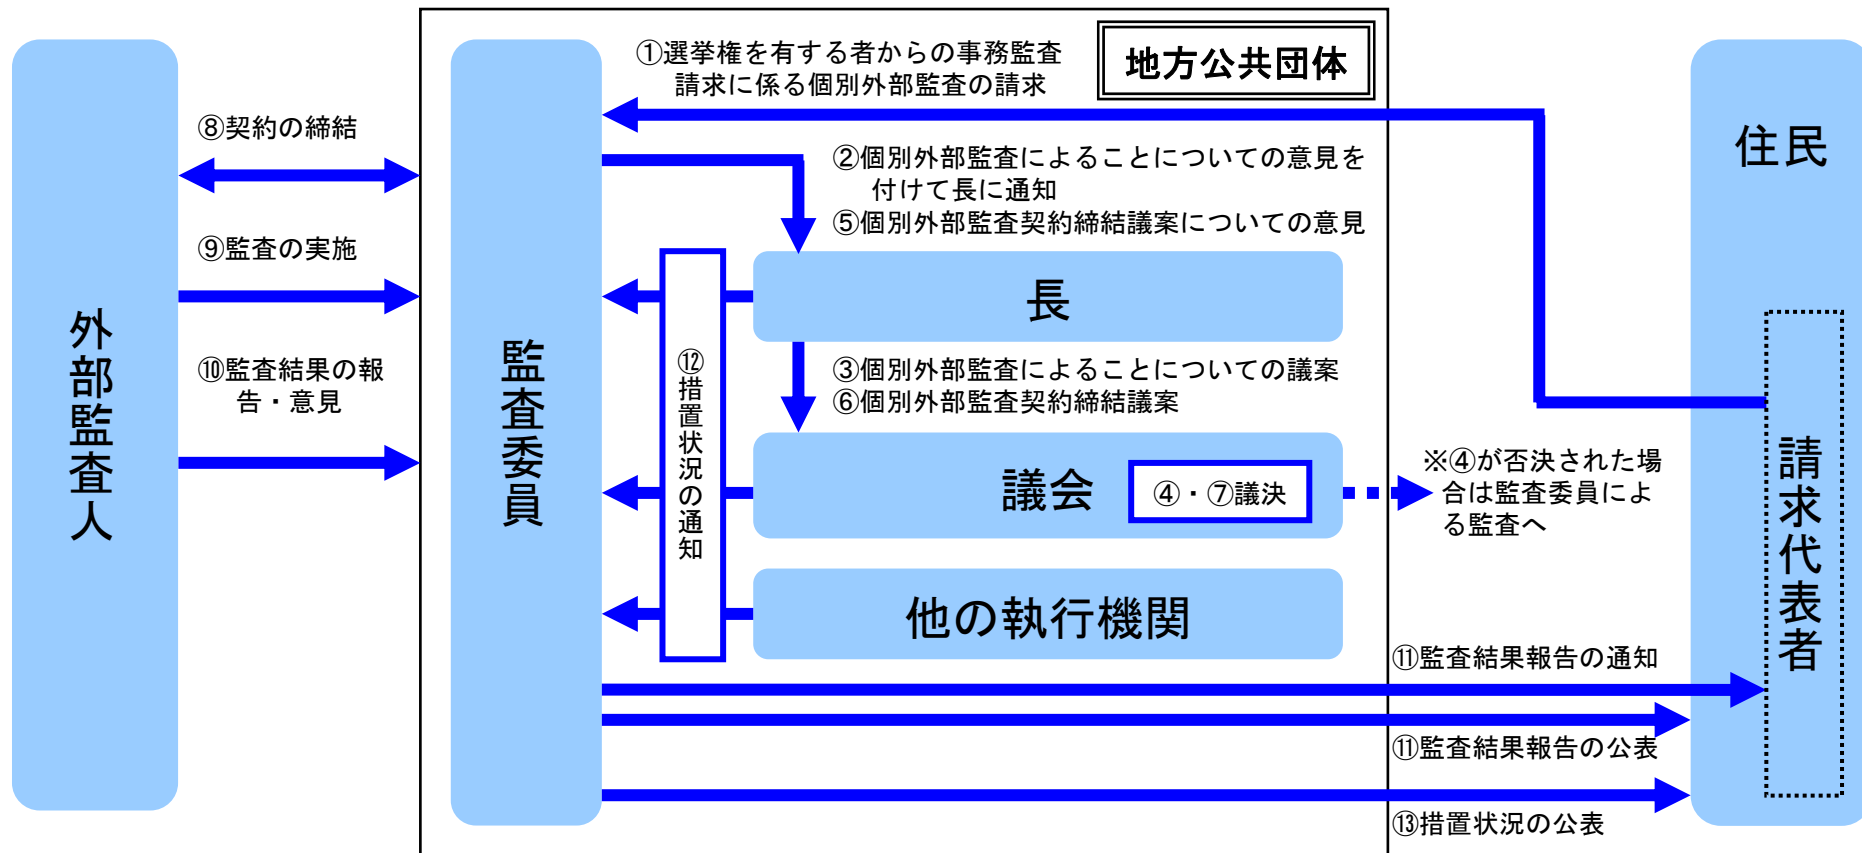 地方公共団体
①選挙権を有する者からの事務監査
請求に係る個別外部監査の請求
⑧契約の締結
②個別外部監査によることについての意見を
付けて長に通知
⑤個別外部監査契約締結議案についての意見
住民
⑨監査の実施
長
外部監査人
監査委員
⑫措置状況の通知
③個別外部監査によることについての議案
⑥個別外部監査契約締結議案
⑩監査結果の報
告・意見
議会
④・⑦議決
※④が否決された場
合は監査委員によ
る監査へ
請求代表者
他の執行機関
⑪監査結果報告の通知
⑪監査結果報告の公表
⑬措置状況の公表